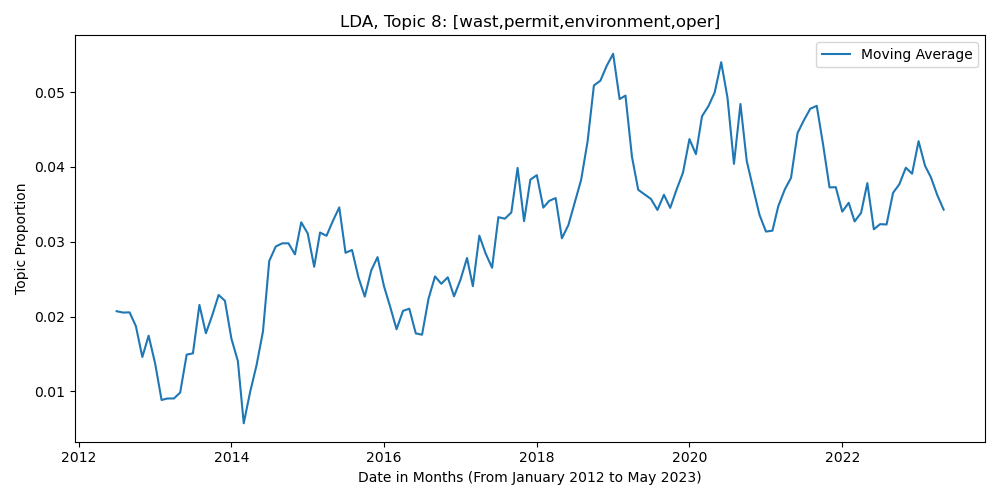 LDA, Topic 8: [wast,permit,environment,oper]
Moving Average
Topic Proportion
0.05
0.04
0.03
0.02
0.01
2012
2014
2016
2018
2020
2022
Date in Months (From January 2012 to May 2023)